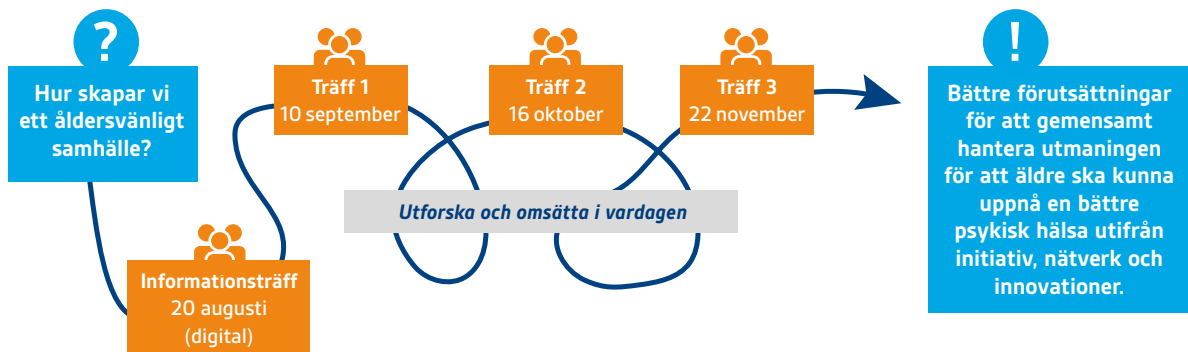 ?
Hur skapar vi
ett åldersvänligt
samhälle?
Informationsträff
20 augusti
(digital)
Träff 1
10 september
Träff 2
16 oktober
Träff 3
22 november
Utforska och omsätta i vardagen
!
Bättre förutsättningar
för att gemensamt
hantera utmaningen
för att äldre ska kunna
uppnå en bättre
psykisk hälsa utifrån
initiativ, nätverk och
innovationer.